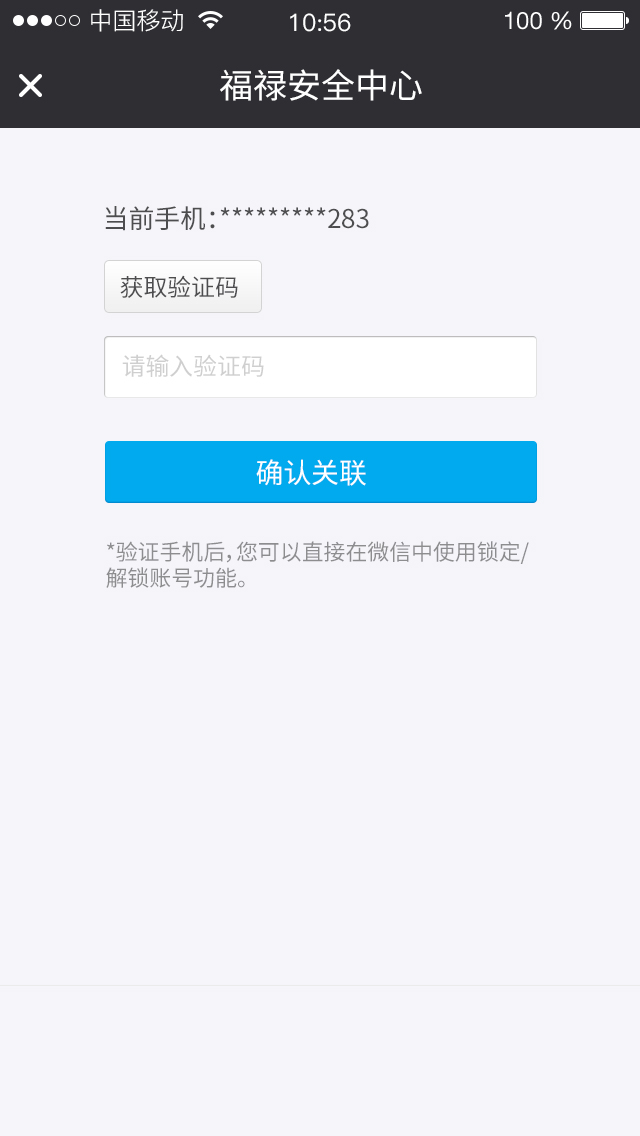 中国移动 10:56 100 %
福禄安全中心
当前手机：*********283
获取验证码
请输入验证码
确认关联
*验证手机后，您可以直接在微信中使用锁定/
解锁账号功能。